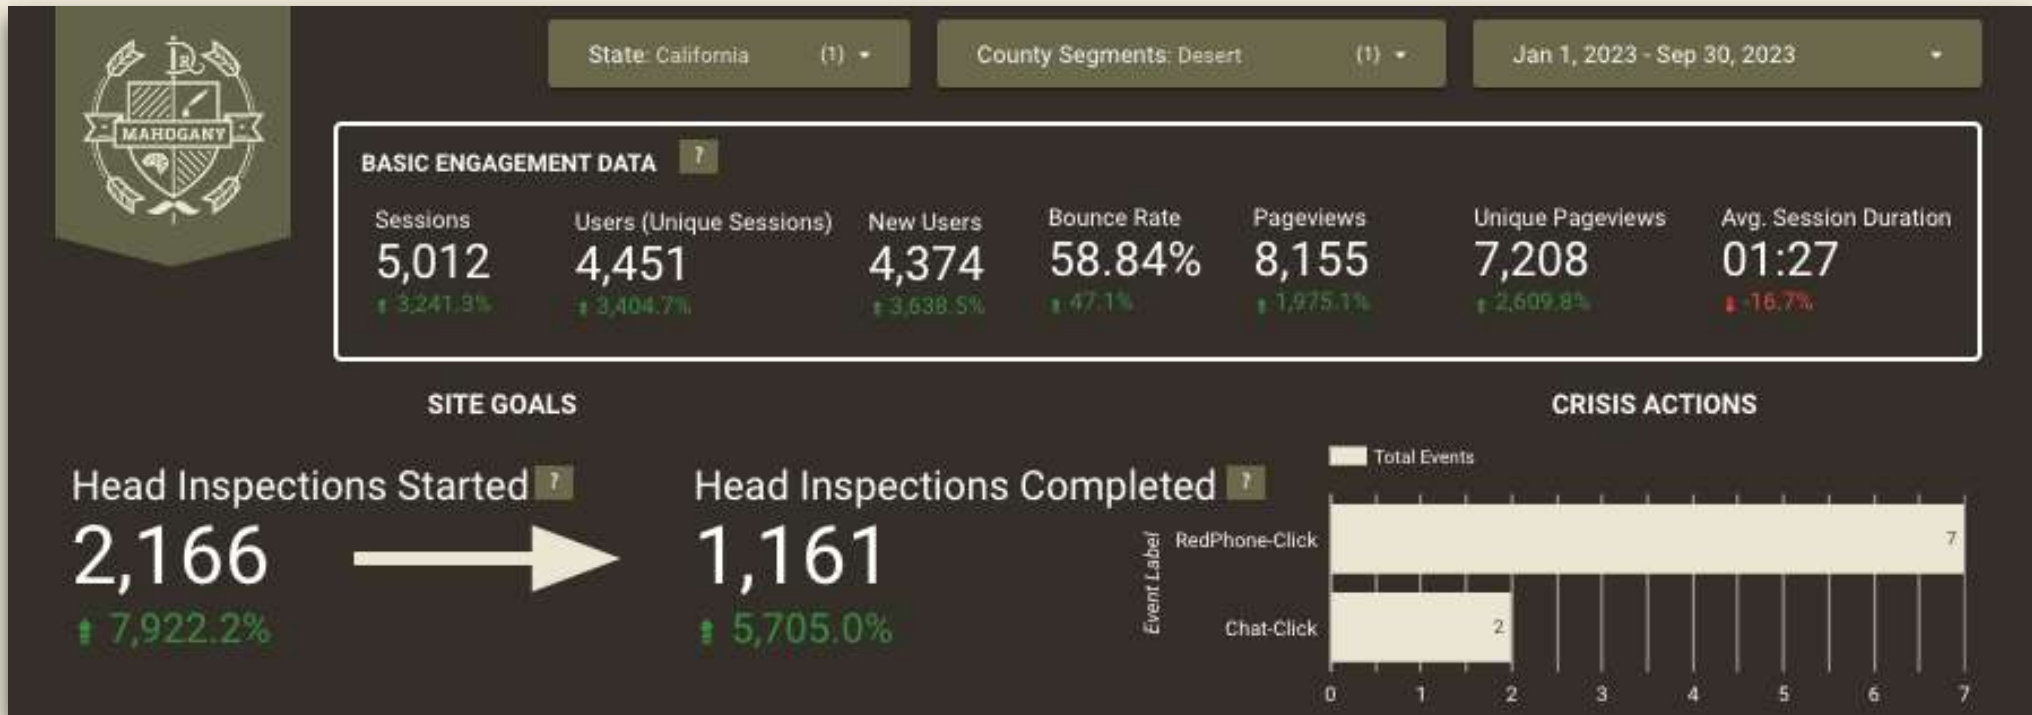 DR
MAHOGANY
State: California (1)
County Segments: Desert (1)
Jan 1, 2023 - Sep 30, 2023
BASIC ENGAGEMENT DATA ?
Sessions
5,012
3,241.3%
Users (Unique Sessions)
4,451
3,404.7%
New Users
4,374
3,638.5%
Bounce Rate
58.84%
47.1%
Pageviews
8,155
1,975.1%
Unique Pageviews
7,208
2,609.8%
Avg. Session Duration
01:27
-16.7%
SITE GOALS
Head Inspections Started ?
2,166
7,922.2%
Head Inspections Completed ?
1,161
5,705.0%
CRISIS ACTIONS
Total Events
Event Label
RedPhone-Click
7
Chat-Click
2
0 1 2 3 4 5 6 7